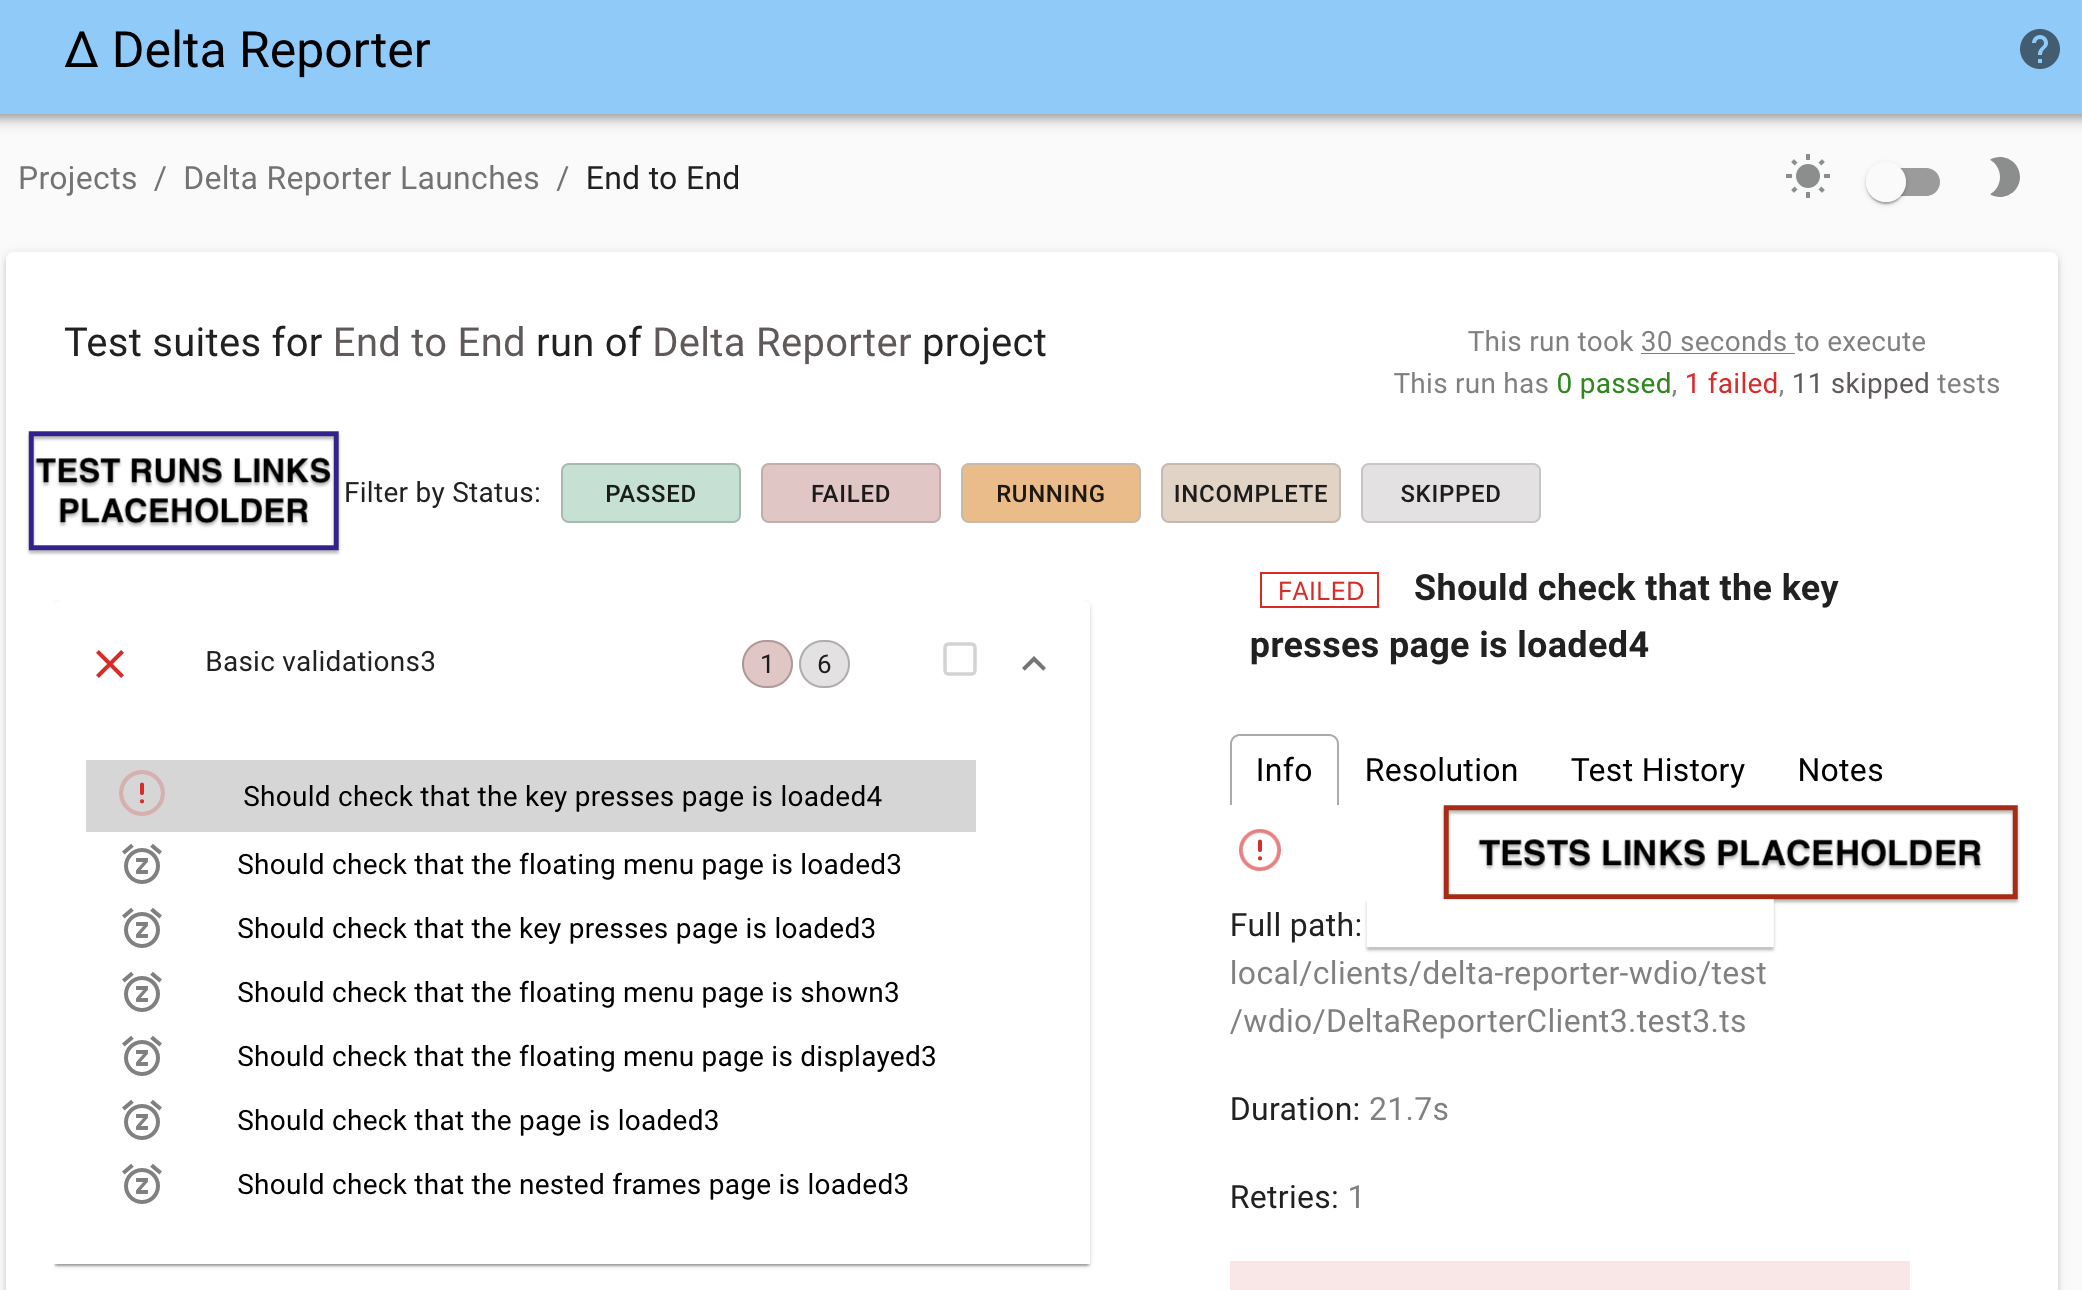 Δ Delta Reporter
?
Projects / Delta Reporter Launches / End to End
Test suites for End to End run of Delta Reporter project
This run took 30 seconds to execute
This run has 0 passed, 1 failed, 11 skipped tests
TEST RUNS LINKS
PLACEHOLDER
Filter by Status: PASSED FAILED RUNNING INCOMPLETE SKIPPED
Basic validations3 1 6
Should check that the key presses page is loaded4
Should check that the floating menu page is loaded3
Should check that the key presses page is loaded3
Should check that the floating menu page is shown3
Should check that the floating menu page is displayed3
Should check that the page is loaded3
Should check that the nested frames page is loaded3
FAILED Should check that the key
presses page is loaded4
Info Resolution Test History Notes
TESTS LINKS PLACEHOLDER
Full path:
local/clients/delta-reporter-wdio/test
/wdio/DeltaReporterClient3.test3.ts
Duration: 21.7s
Retries: 1